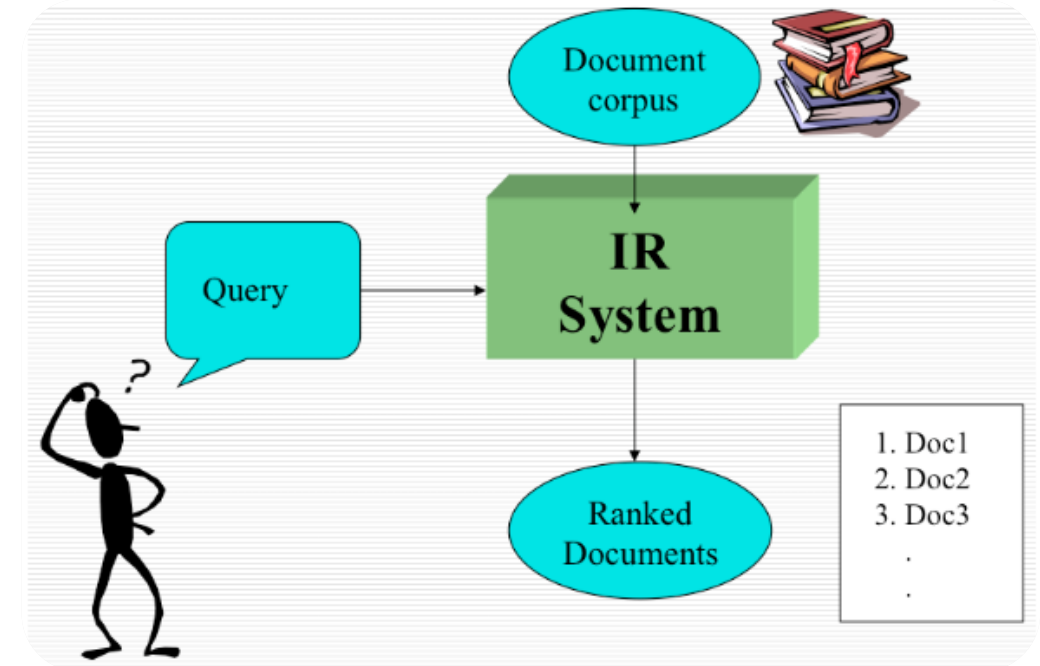 Document
corpus
IR
System
Query
?
Ranked
Documents
1. Doc1
2. Doc2
3. Doc3
.
.